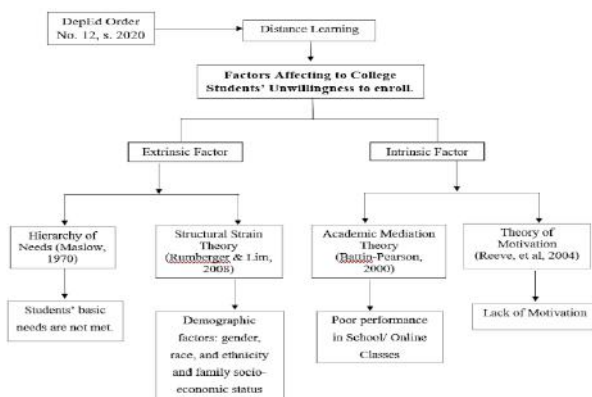 DepEd Order
No. 12, s. 2020
Distance Learning
Factors Affecting to College
Students' Unwillingness to enroll.
Extrinsic Factor
Intrinsic Factor
Hierarchy of
Needs (Maslow,
1970)
Structural Strain
Theory
(Rumberger & Lim,
2008)
Academic Mediation
Theory
(Battin-Pearson,
2000)
Theory of
Motivation
(Reeve, et al, 2004)
Students' basic
needs are not met.
Demographic
factors: gender,
race, and ethnicity
and family socio-
economic status
Poor performance
in School/ Online
Classes
Lack of Motivation